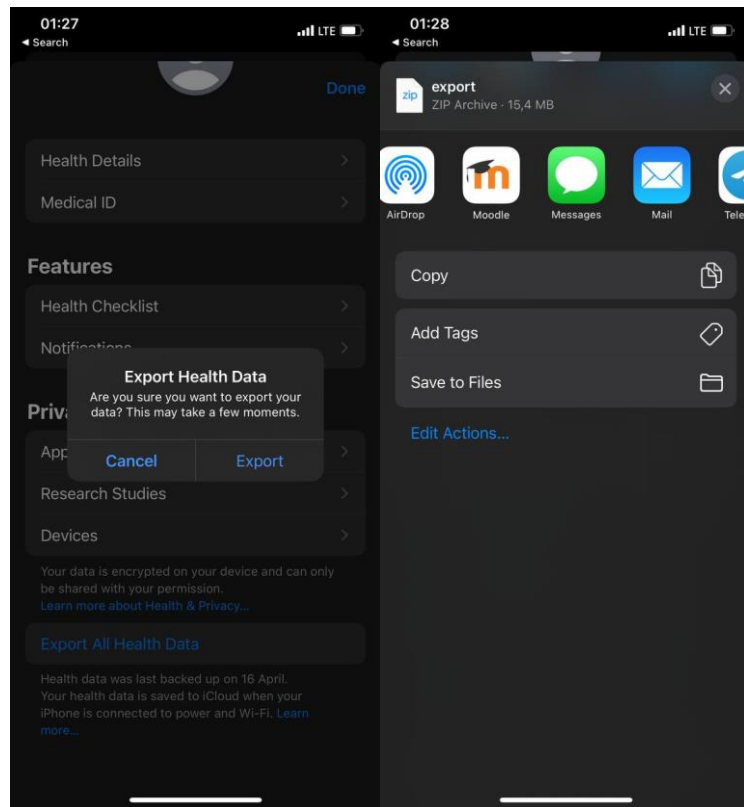 01:27
LTE
◀ Search
Done
Health Details
Medical ID
Features
Health Checklist
Notifications
Export Health Data
Are you sure you want to export your
data? This may take a few moments.
Cancel
Export
Priva
App
Research Studies
Devices
Your data is encrypted on your device and can only
be shared with your permission.
Learn more about Health & Privacy...
Export All Health Data
Health data was last backed up on 16 April.
Your health data is saved to iCloud when your
iPhone is connected to power and Wi-Fi. Learn
more...
01:28
LTE
◀ Search
zip
export
ZIP Archive · 15,4 MB
m
AirDrop
Moodle
Messages
Mail
Tele
Copy
Add Tags
Save to Files
Edit Actions...